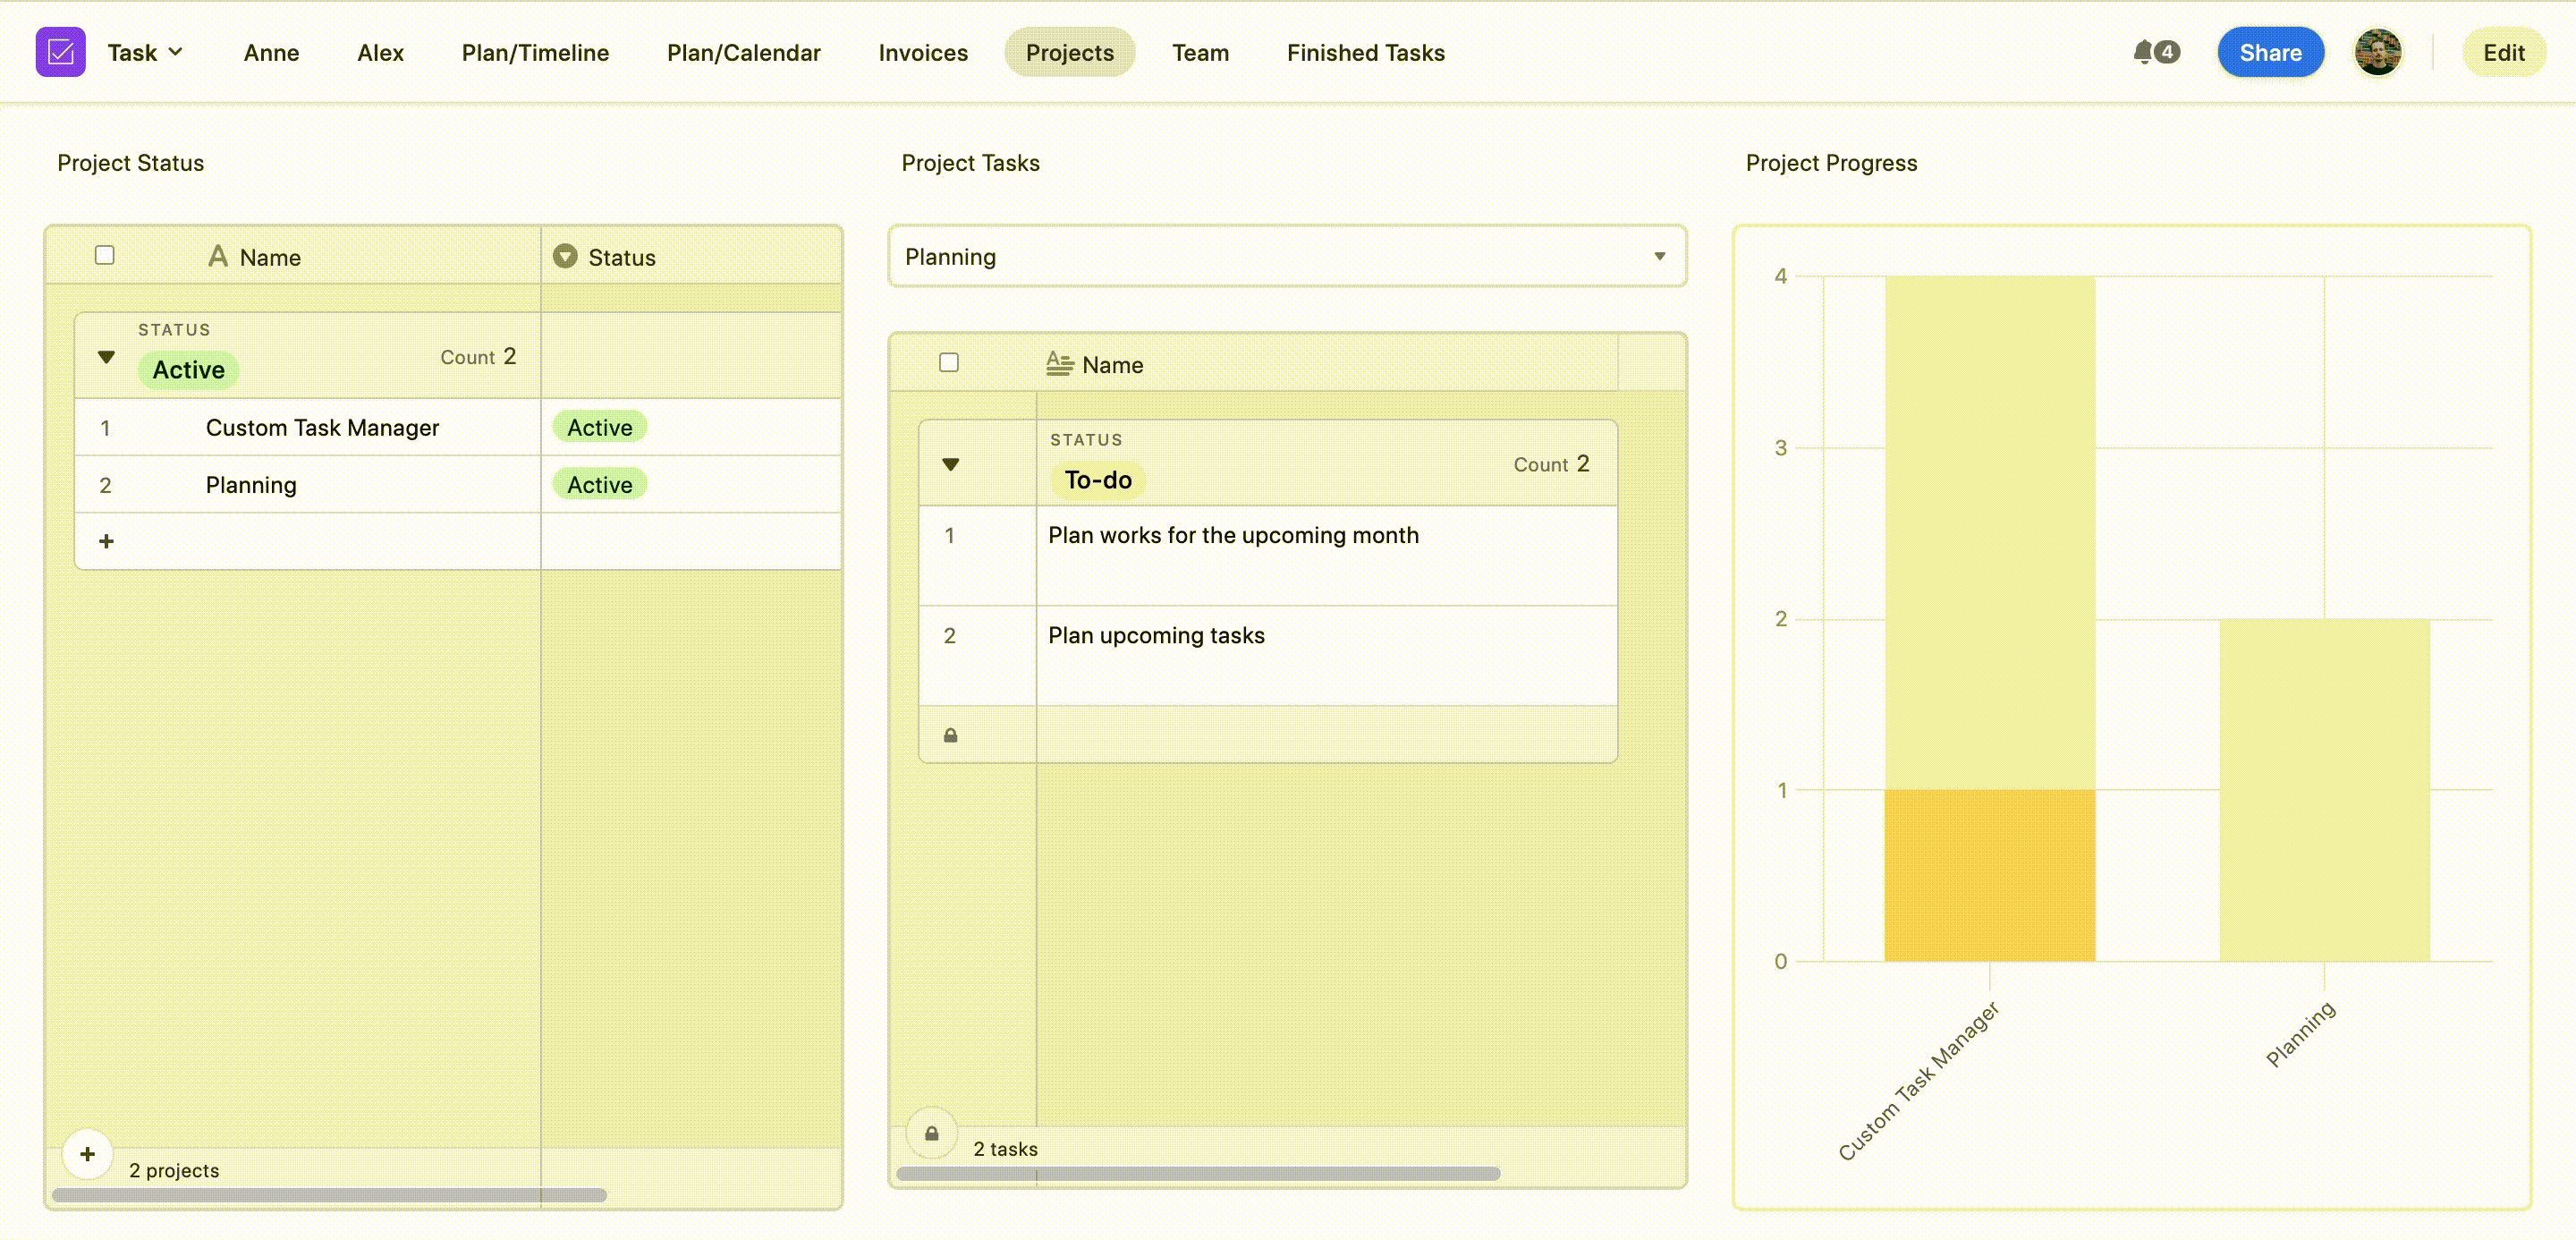 Task Anne Alex Plan/Timeline Plan/Calendar Invoices Projects Team Finished Tasks 4 Share Edit
Project Status
Name Status
STATUS
Active Count 2
1 Custom Task Manager Active
2 Planning Active
+
+
2 projects
Project Tasks
Planning
Name
STATUS
To-do Count 2
1 Plan works for the upcoming month
2 Plan upcoming tasks
2 tasks
Project Progress
4
3
2
1
0
Custom Task Manager
Planning